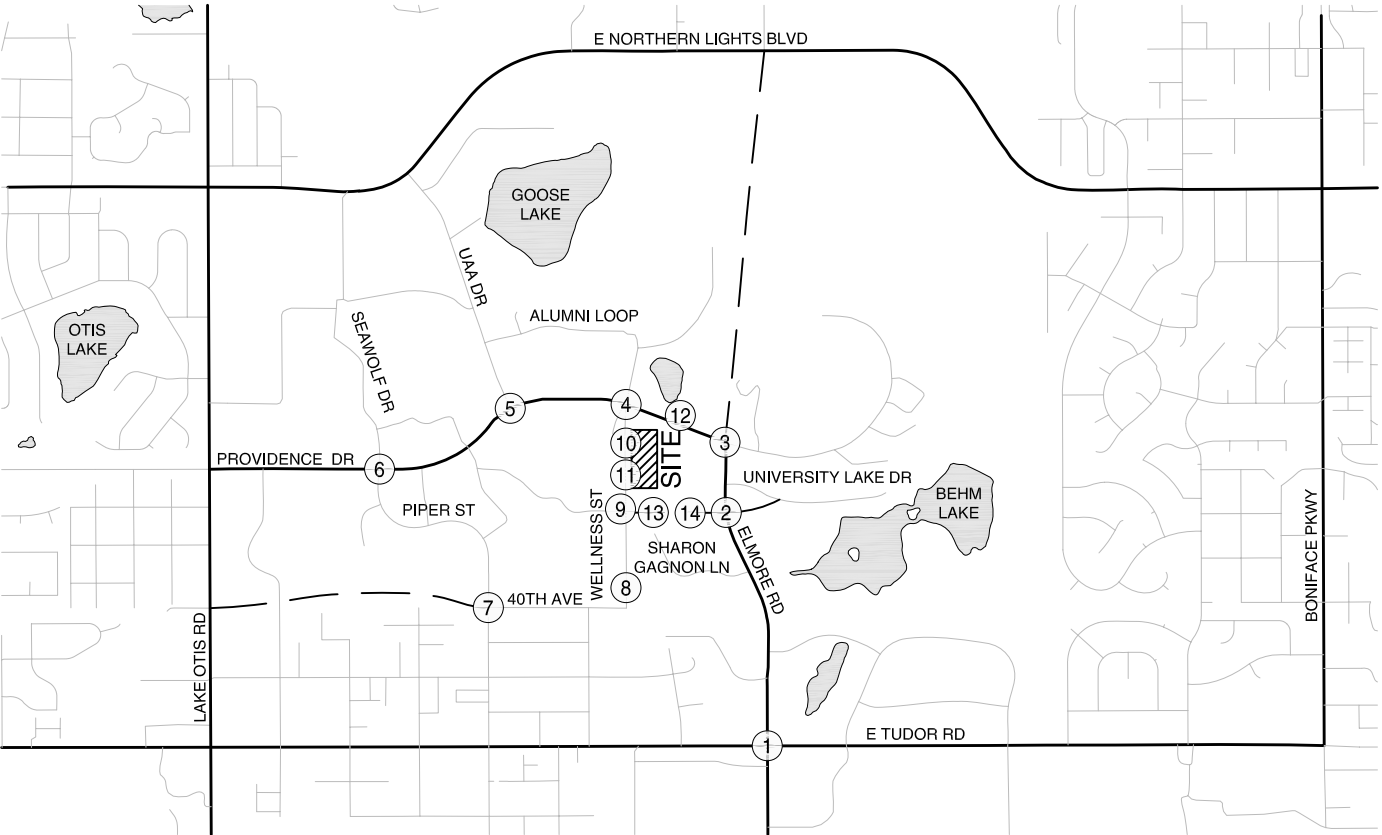 E NORTHERN LIGHTS BLVD
GOOSE
LAKE
UAA DR
ALUMNI LOOP
OTIS
LAKE
SEAWOLF DR
5
4
12
10
3
SITE
PROVIDENCE DR
6
11
UNIVERSITY LAKE DR
BEHM
LAKE
PIPER ST
9
13
14
2
WELLNESS ST
SHARON
GAGNON LN
ELMORE RD
BONIFACE PKWY
8
7
40TH AVE
LAKE OTIS RD
E TUDOR RD
1